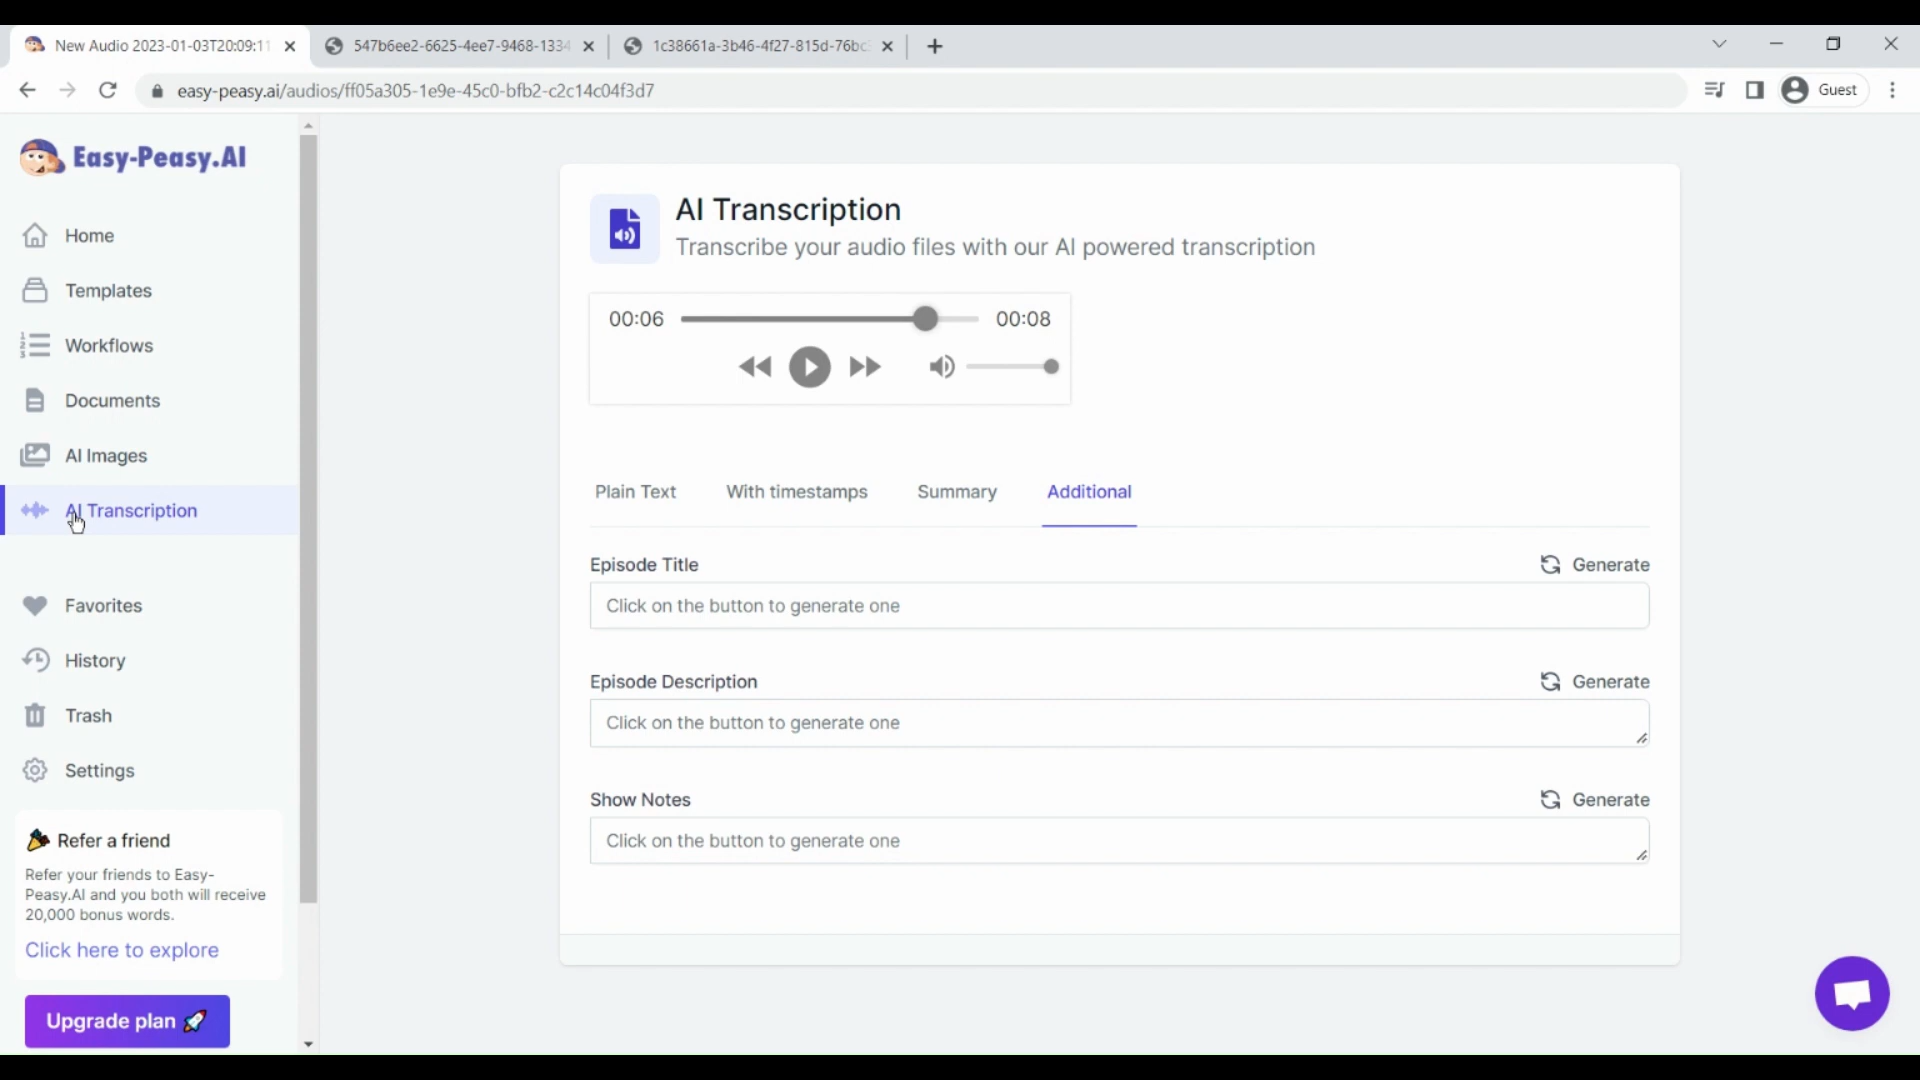 New Audio 2023-01-03T20:09:11
547b6ee2-6625-4ee7-9468-1334
1c38661a-3b46-4f27-815d-76bc
easy-peasy.ai/audios/ff05a305-1e9e-45c0-bfb2-c2c14c04f3d7
Guest
Easy-Peasy.AI
Home
Templates
Workflows
Documents
AI Images
AI Transcription
Favorites
History
Trash
Settings
Refer a friend
Refer your friends to Easy-
Peasy.AI and you both will receive
20,000 bonus words.
Click here to explore
Upgrade plan
AI Transcription
Transcribe your audio files with our AI powered transcription
00:06
00:08
Plain Text
With timestamps
Summary
Additional
Episode Title
Generate
Click on the button to generate one
Episode Description
Generate
Click on the button to generate one
Show Notes
Generate
Click on the button to generate one